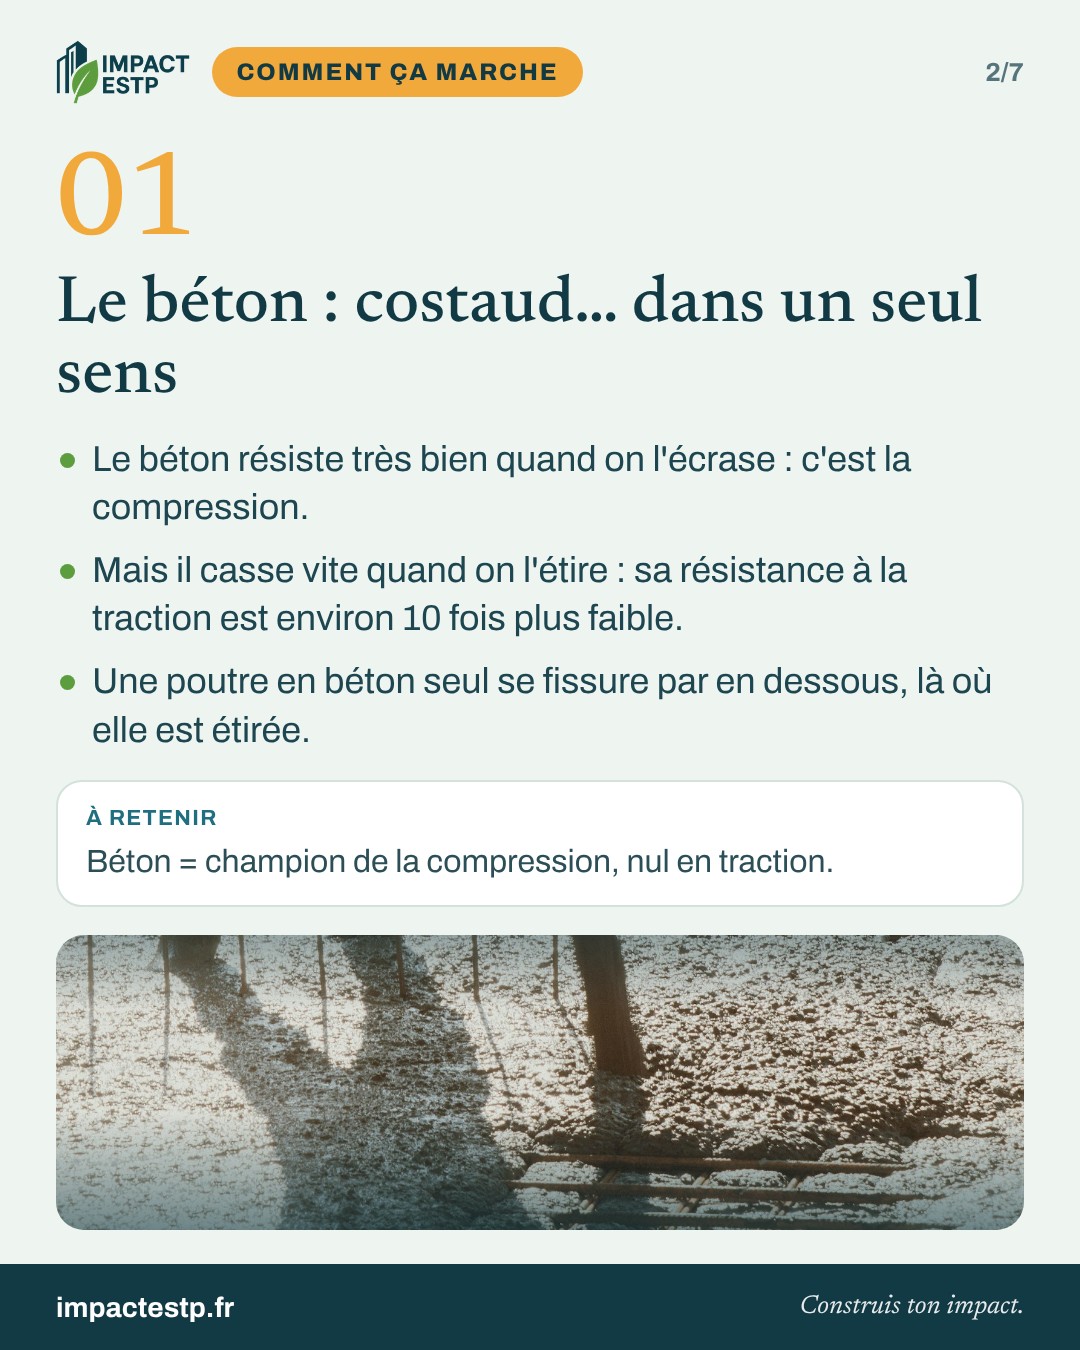 IMPACT
ESTP
COMMENT ÇA MARCHE
2/7
01
Le béton : costaud... dans un seul
sens
Le béton résiste très bien quand on l'écrase : c'est la
compression.
Mais il casse vite quand on l'étire : sa résistance à la
traction est environ 10 fois plus faible.
Une poutre en béton seul se fissure par en dessous, là où
elle est étirée.
À RETENIR
Béton = champion de la compression, nul en traction.
impactestp.fr
Construis ton impact.